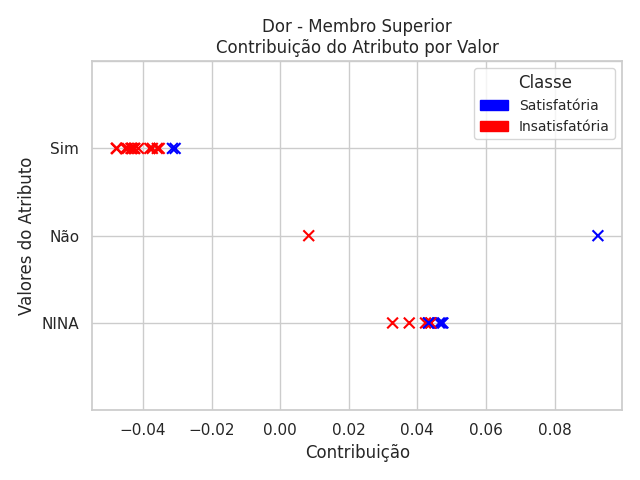 Dor - Membro Superior
Contribuição do Atributo por Valor
Classe
Satisfatória
Insatisfatória
Valores do Atributo
Sim
Não
NINA
−0.04
−0.02
0.00
0.02
0.04
0.06
0.08
Contribuição